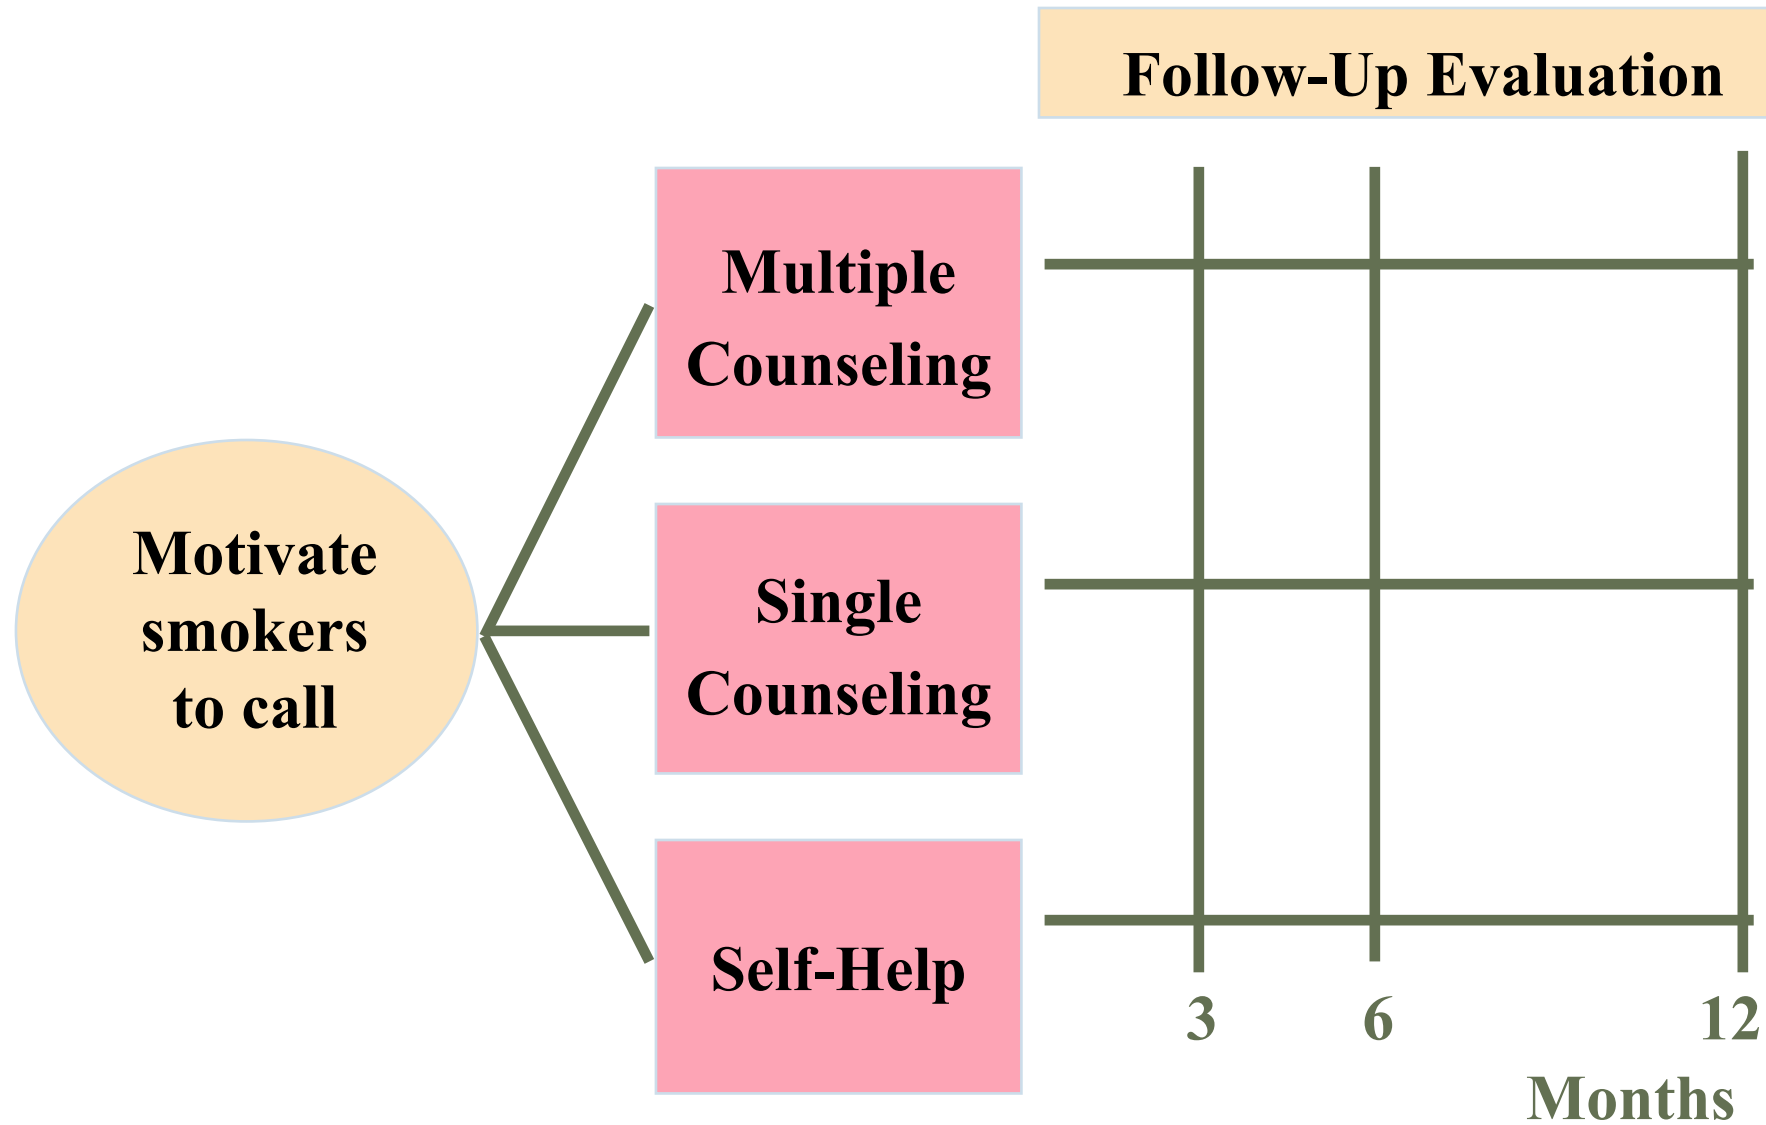 Follow-Up Evaluation
Multiple
Counseling
Motivate
smokers
to call
Single
Counseling
Self-Help
3 6 12
Months